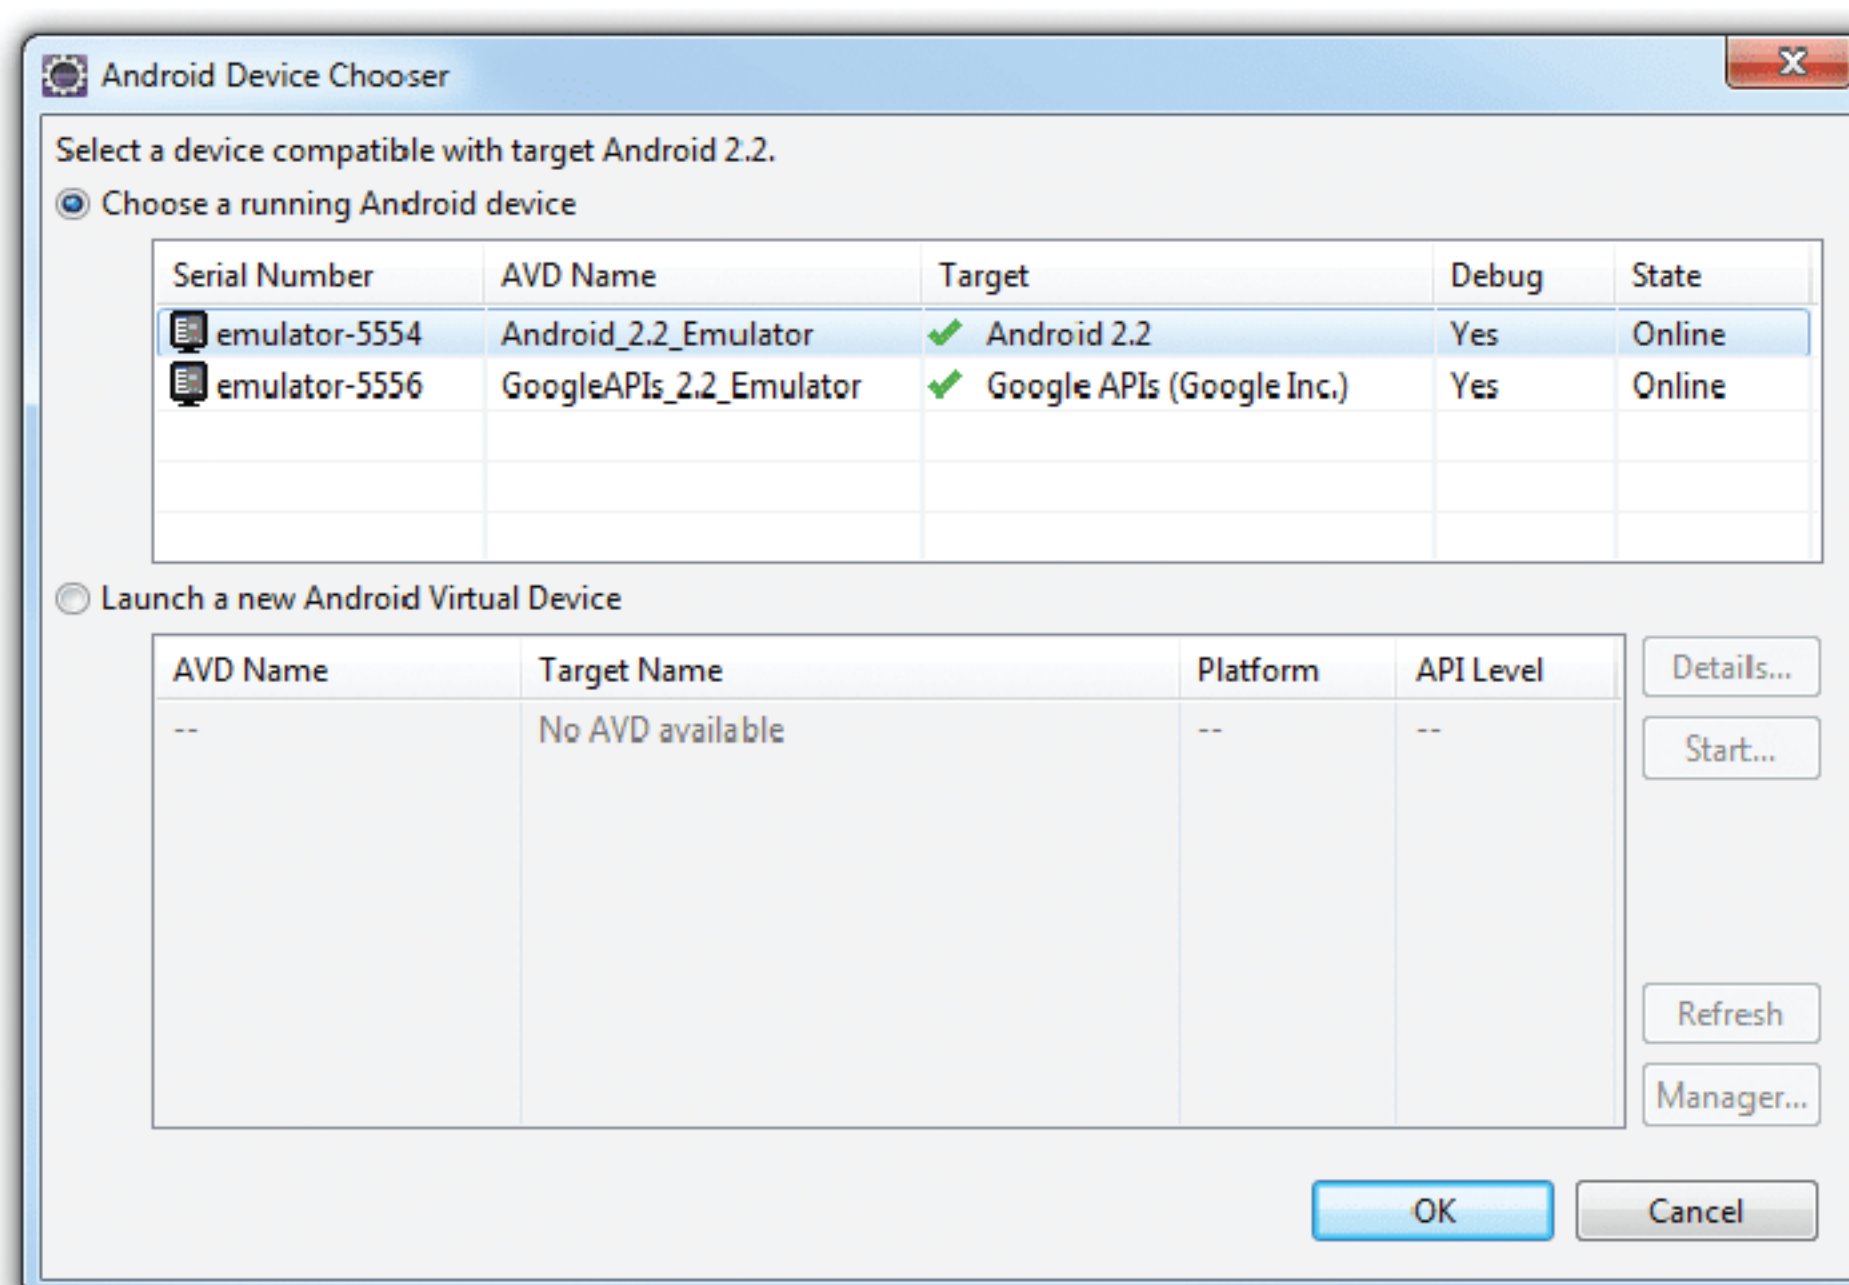 Android Device Chooser
Select a device compatible with target Android 2.2.
Choose a running Android device
Serial Number AVD Name Target Debug State
emulator-5554 Android_2.2_Emulator Android 2.2 Yes Online
emulator-5556 GoogleAPIs_2.2_Emulator Google APIs (Google Inc.) Yes Online
Launch a new Android Virtual Device
AVD Name Target Name Platform API Level Details...
-- No AVD available -- -- Start...
Refresh
Manager...
OK Cancel